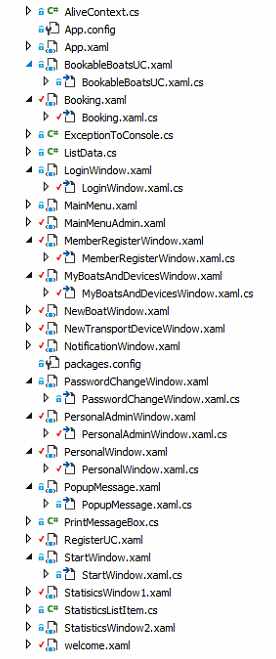 AliveContext.cs
App.config
App.xaml
BookableBoatsUC.xaml
BookableBoatsUC.xaml.cs
Booking.xaml
Booking.xaml.cs
ExceptionToConsole.cs
ListData.cs
LoginWindow.xaml
LoginWindow.xaml.cs
MainMenu.xaml
MainMenuAdmin.xaml
MemberRegisterWindow.xaml
MemberRegisterWindow.xaml.cs
MyBoatsAndDevicesWindow.xaml
MyBoatsAndDevicesWindow.xaml.cs
NewBoatWindow.xaml
NewTransportDeviceWindow.xaml
NotificationWindow.xaml
packages.config
PasswordChangeWindow.xaml
PasswordChangeWindow.xaml.cs
PersonalAdminWindow.xaml
PersonalAdminWindow.xaml.cs
PersonalWindow.xaml
PersonalWindow.xaml.cs
PopupMessage.xaml
PopupMessage.xaml.cs
PrintMessageBox.cs
RegisterUC.xaml
StartWindow.xaml
StartWindow.xaml.cs
StatisicsWindow1.xaml
StatisticsListItem.cs
StatisticsWindow2.xaml
welcome.xaml